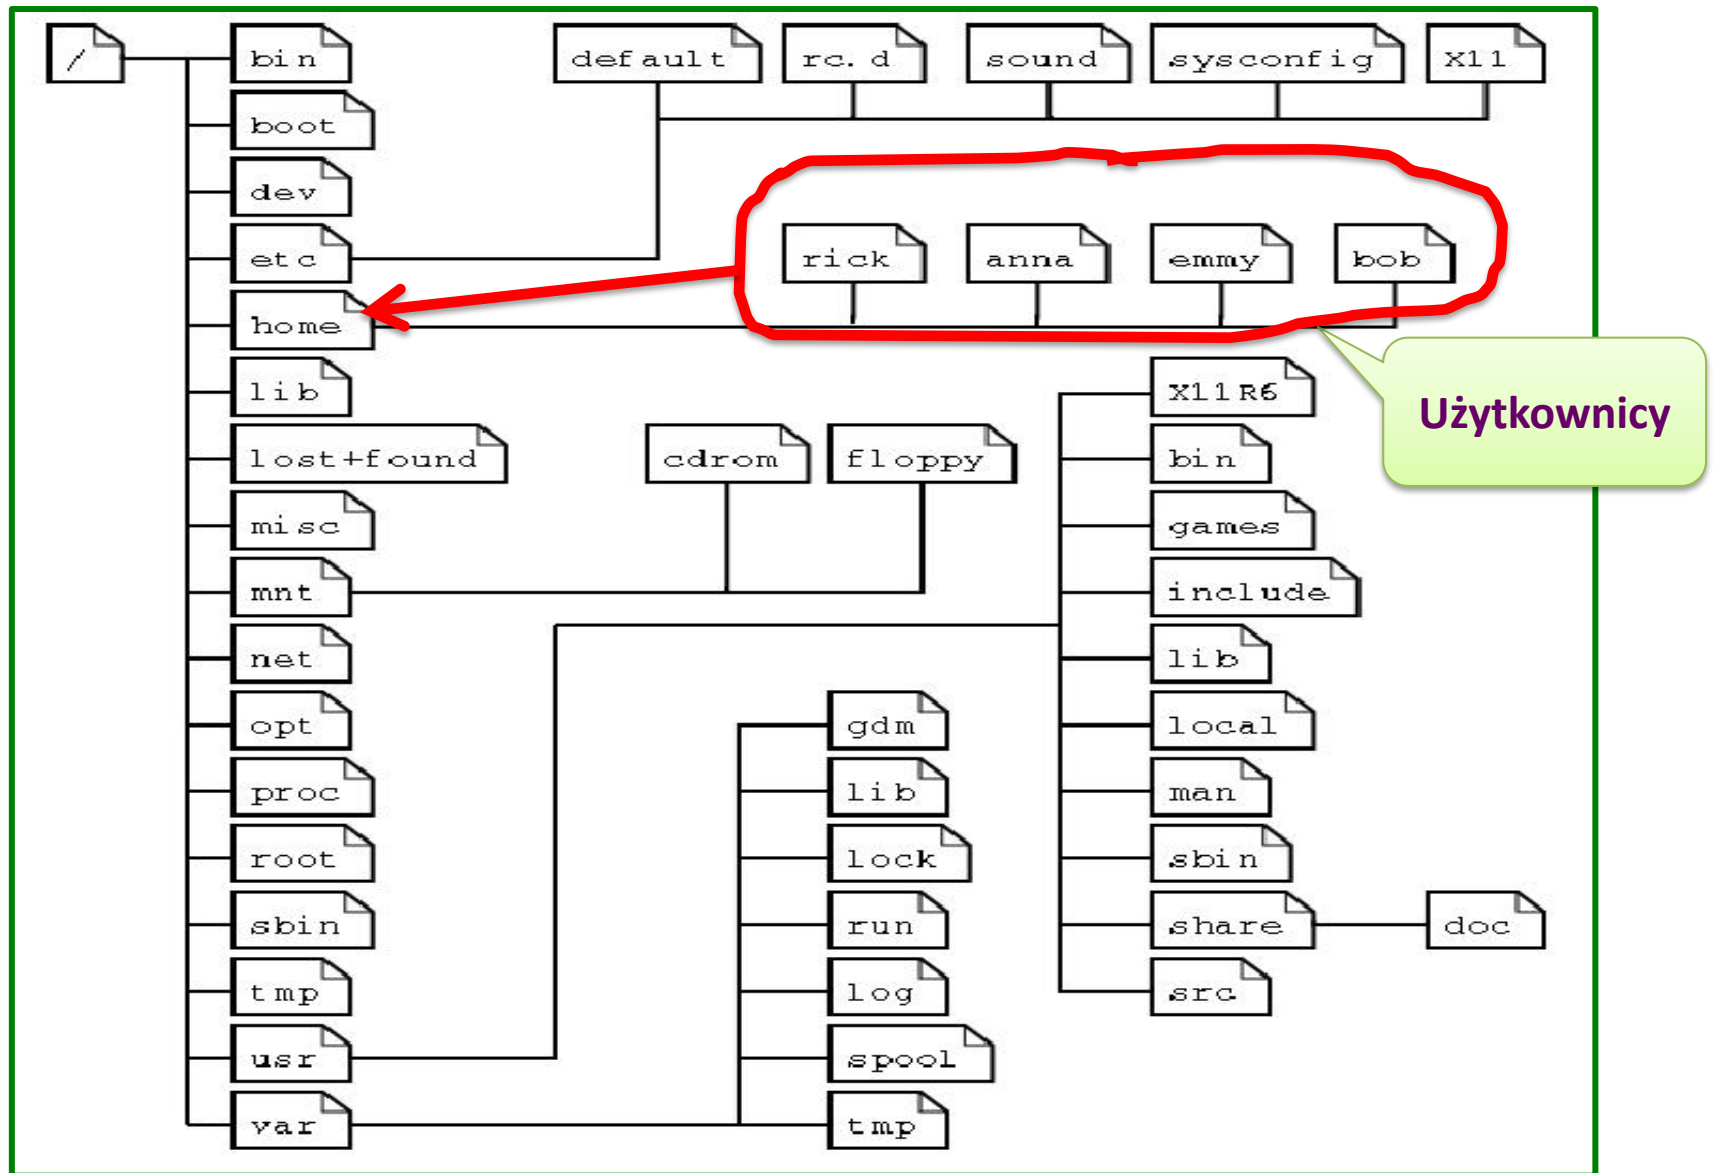 / bin default rc.d sound sysconfig X11
boot
dev
etc rick anna emmy bob
home
lib X11R6
Użytkownicy
lost+found cdrom floppy bin
misc games
mnt include
net lib
opt gdm local
proc lib man
root lock sbin
sbin run share doc
tmp log src
usr spool
var tmp